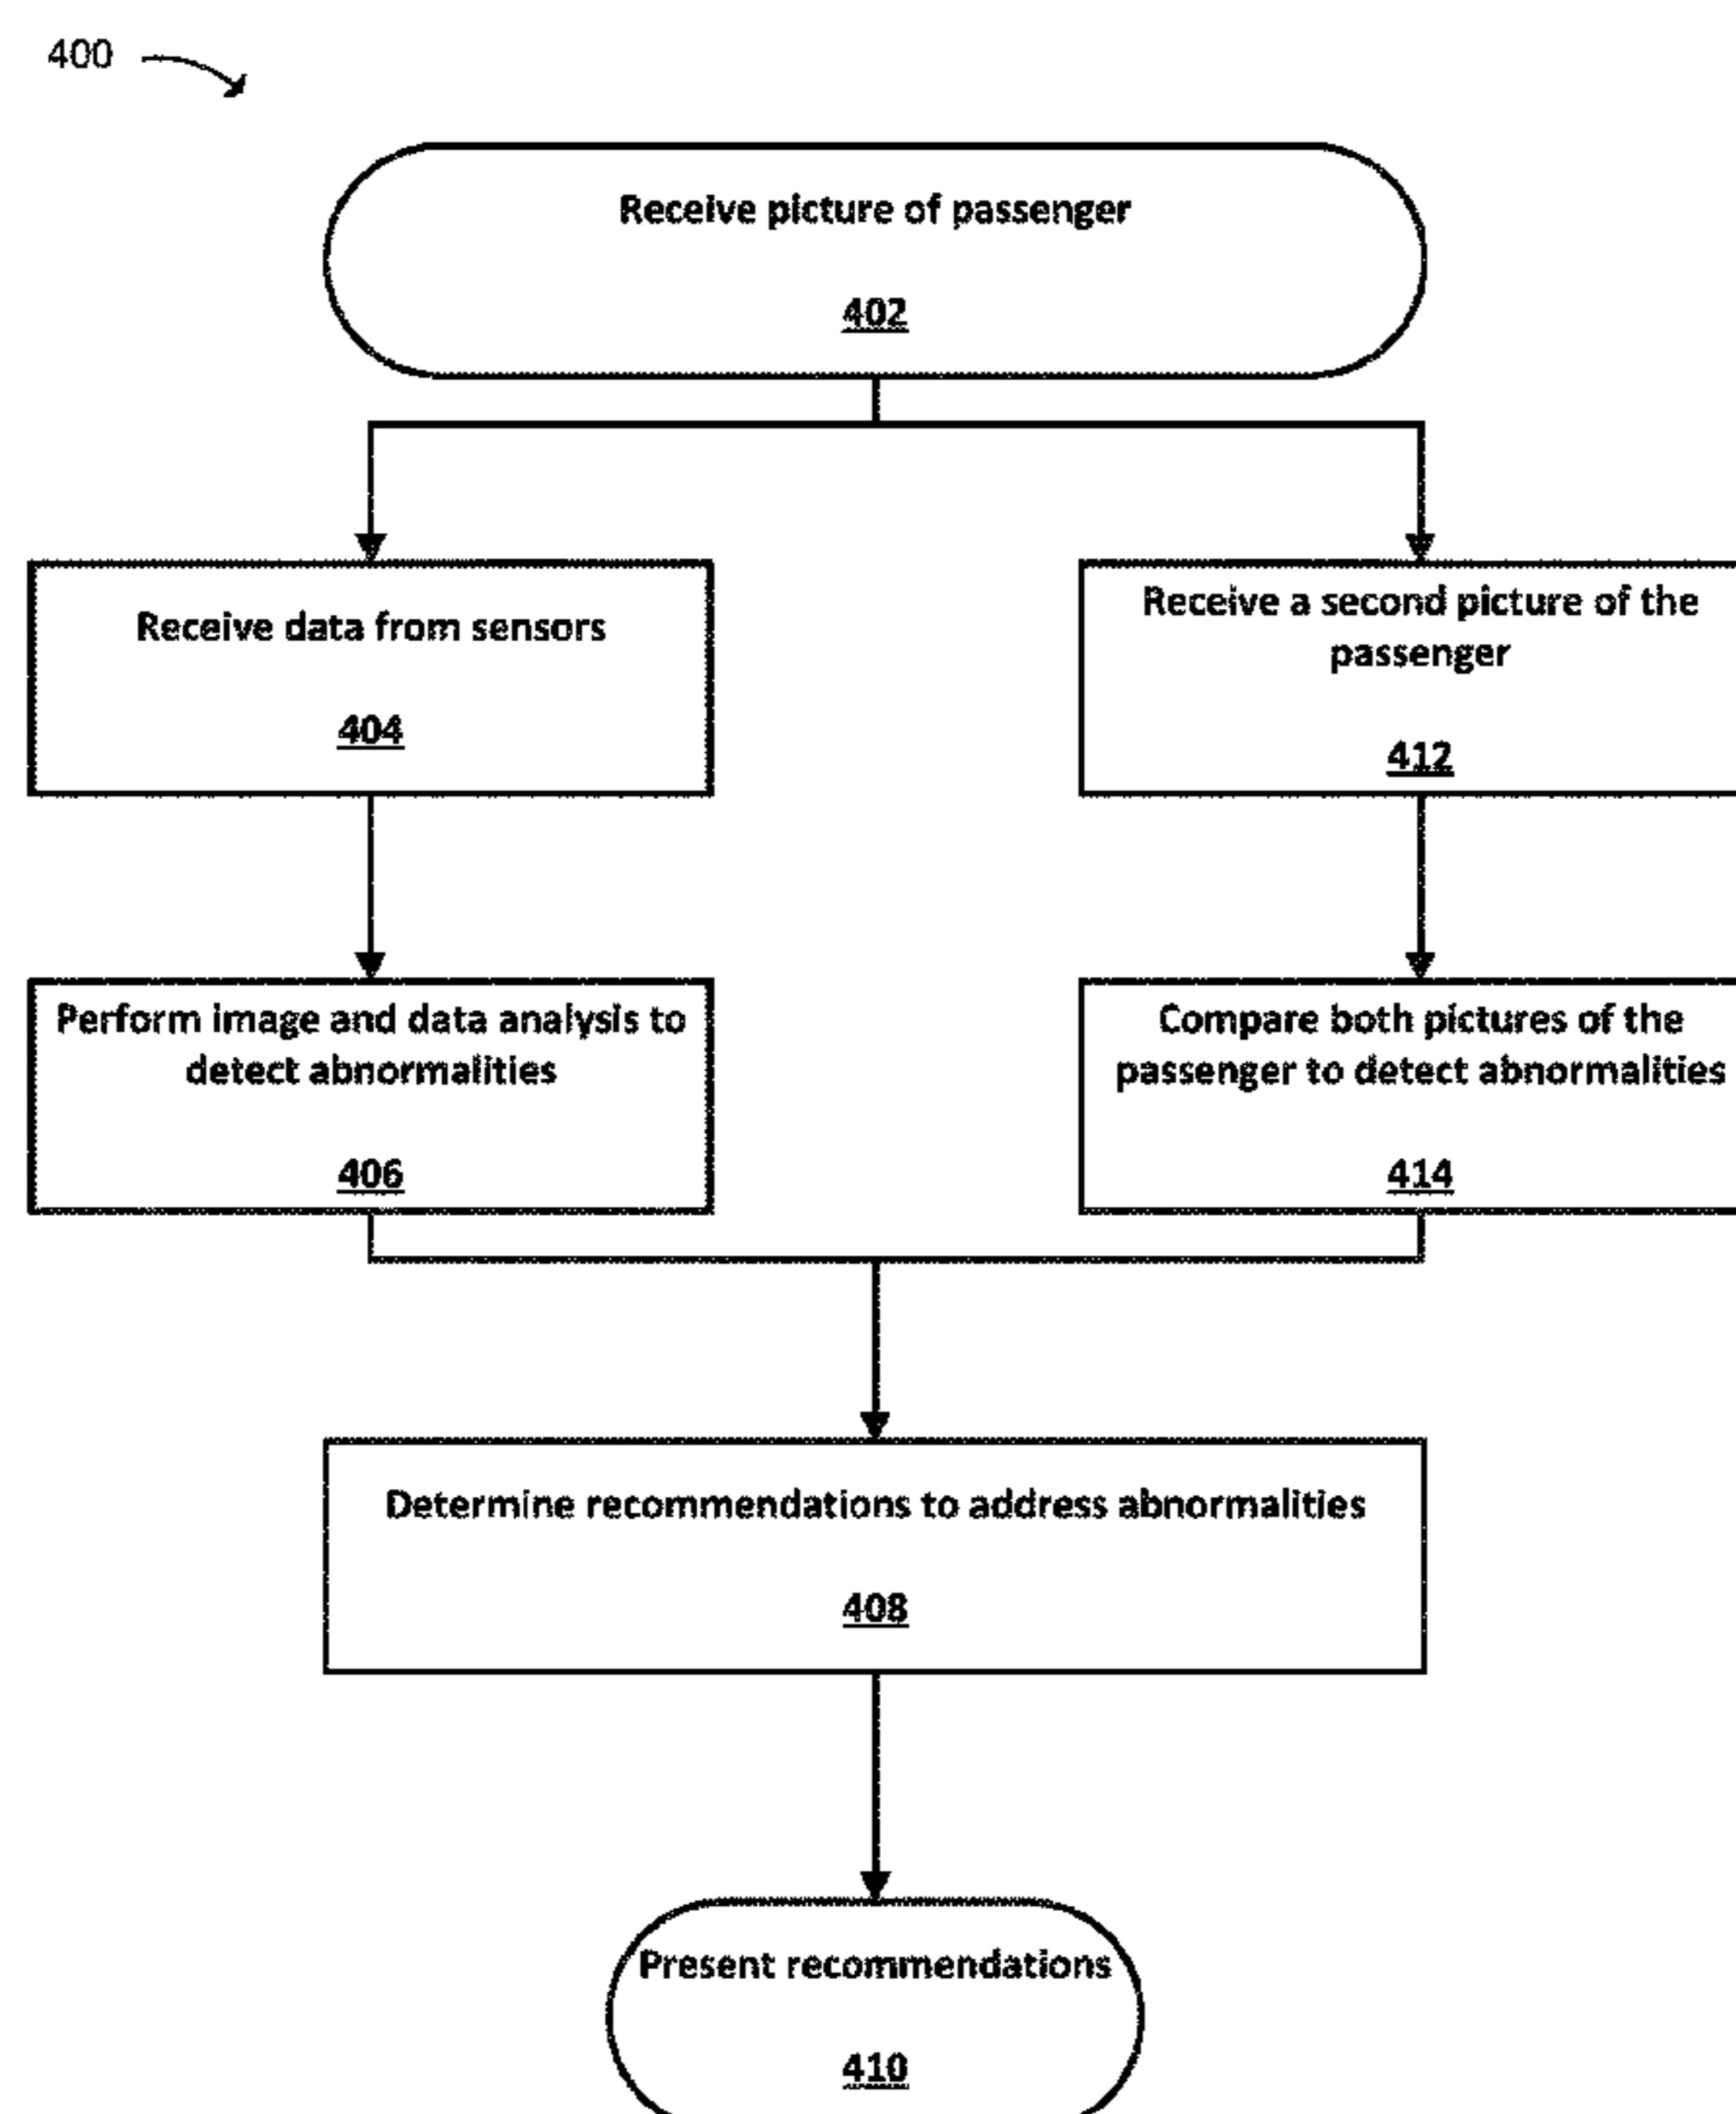 400
Receive picture of passenger
402
Receive data from sensors
404
Receive a second picture of the
passenger
412
Perform image and data analysis to
detect abnormalities
406
Compare both pictures of the
passenger to detect abnormalities
414
Determine recommendations to address abnormalities
408
Present recommendations
410